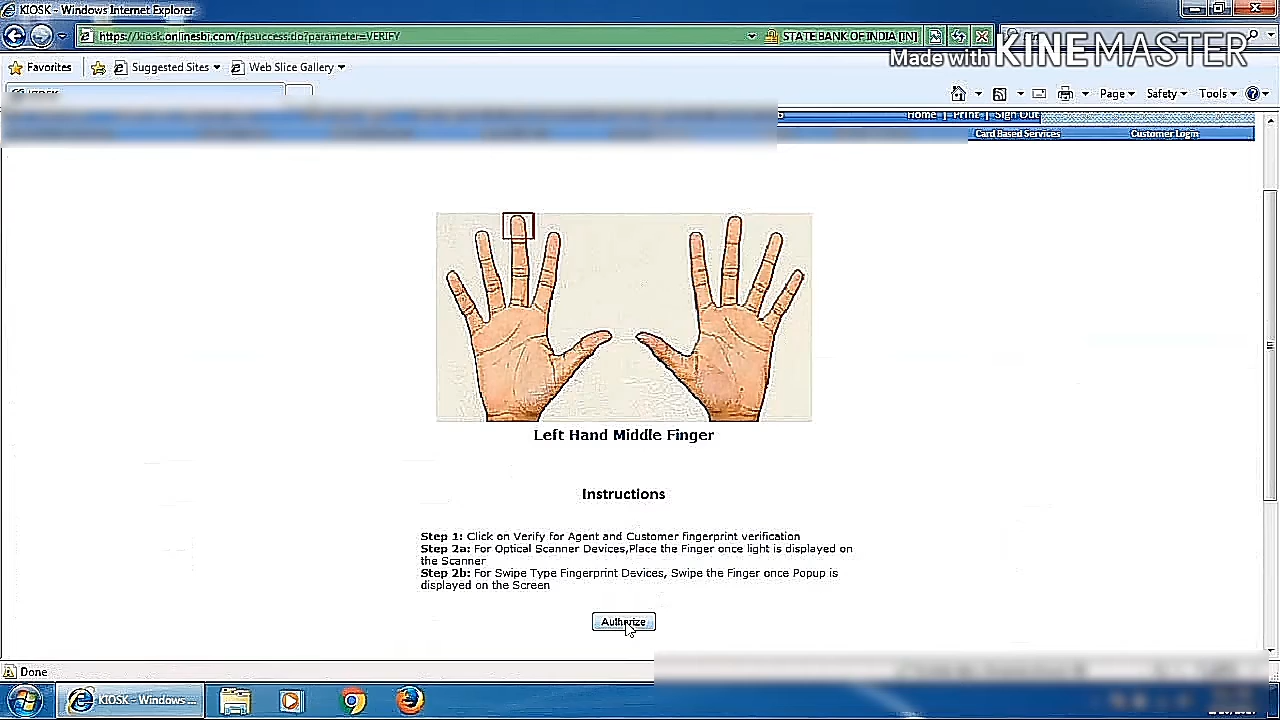 KIOSK - Windows Internet Explorer
https://kiosk.onlinesbi.com/fpsuccess.do?parameter=VERIFY
STATE BANK OF INDIA [IN]
Made with KINEMASTER
Favorites
Suggested Sites
Web Slice Gallery
KIOSK
Page
Safety
Tools
Home | Print | Sign Out
Card Based Services
Customer Login
Left Hand Middle Finger
Instructions
Step 1: Click on Verify for Agent and Customer fingerprint verification
Step 2a: For Optical Scanner Devices,Place the Finger once light is displayed on
the Scanner
Step 2b: For Swipe Type Fingerprint Devices, Swipe the Finger once Popup is
displayed on the Screen
Authorize
Done
KIOSK - Windows ...